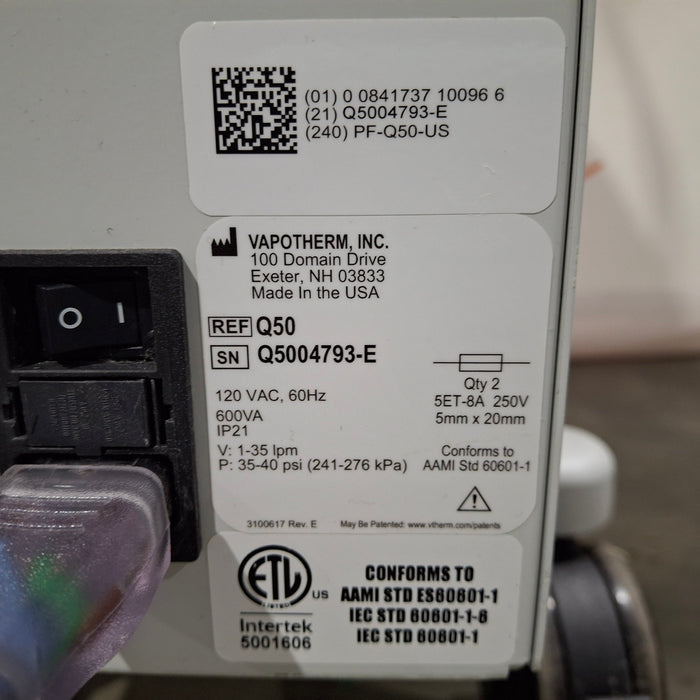 (01) 0 0841737 10096 6
(21) Q5004793-E
(240) PF-Q50-US
VAPOTHERM, INC.
100 Domain Drive
Exeter, NH 03833
Made In the USA
REF Q50
SN Q5004793-E
120 VAC, 60Hz
600VA
IP21
V: 1-35 lpm
P: 35-40 psi (241-276 kPa)
Qty 2
5ET-8A 250V
5mm x 20mm
Conforms to
AAMI Std 60601-1
3100617 Rev. E
May Be Patented: www.vtherm.com/patents
ETL
LISTED
US
Intertek
5001606
CONFORMS TO
AAMI STD ES60601-1
IEC STD 60601-1-6
IEC STD 60601-1
O I